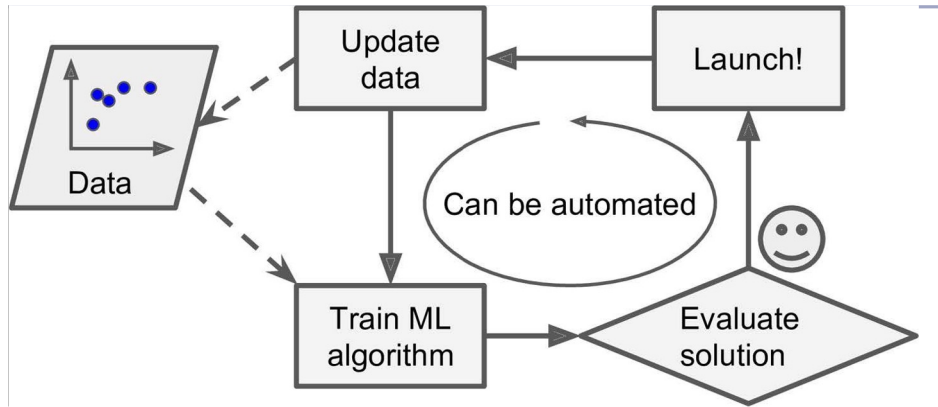 Update
data
Launch!
Data
Can be automated
Train ML
algorithm
Evaluate
solution